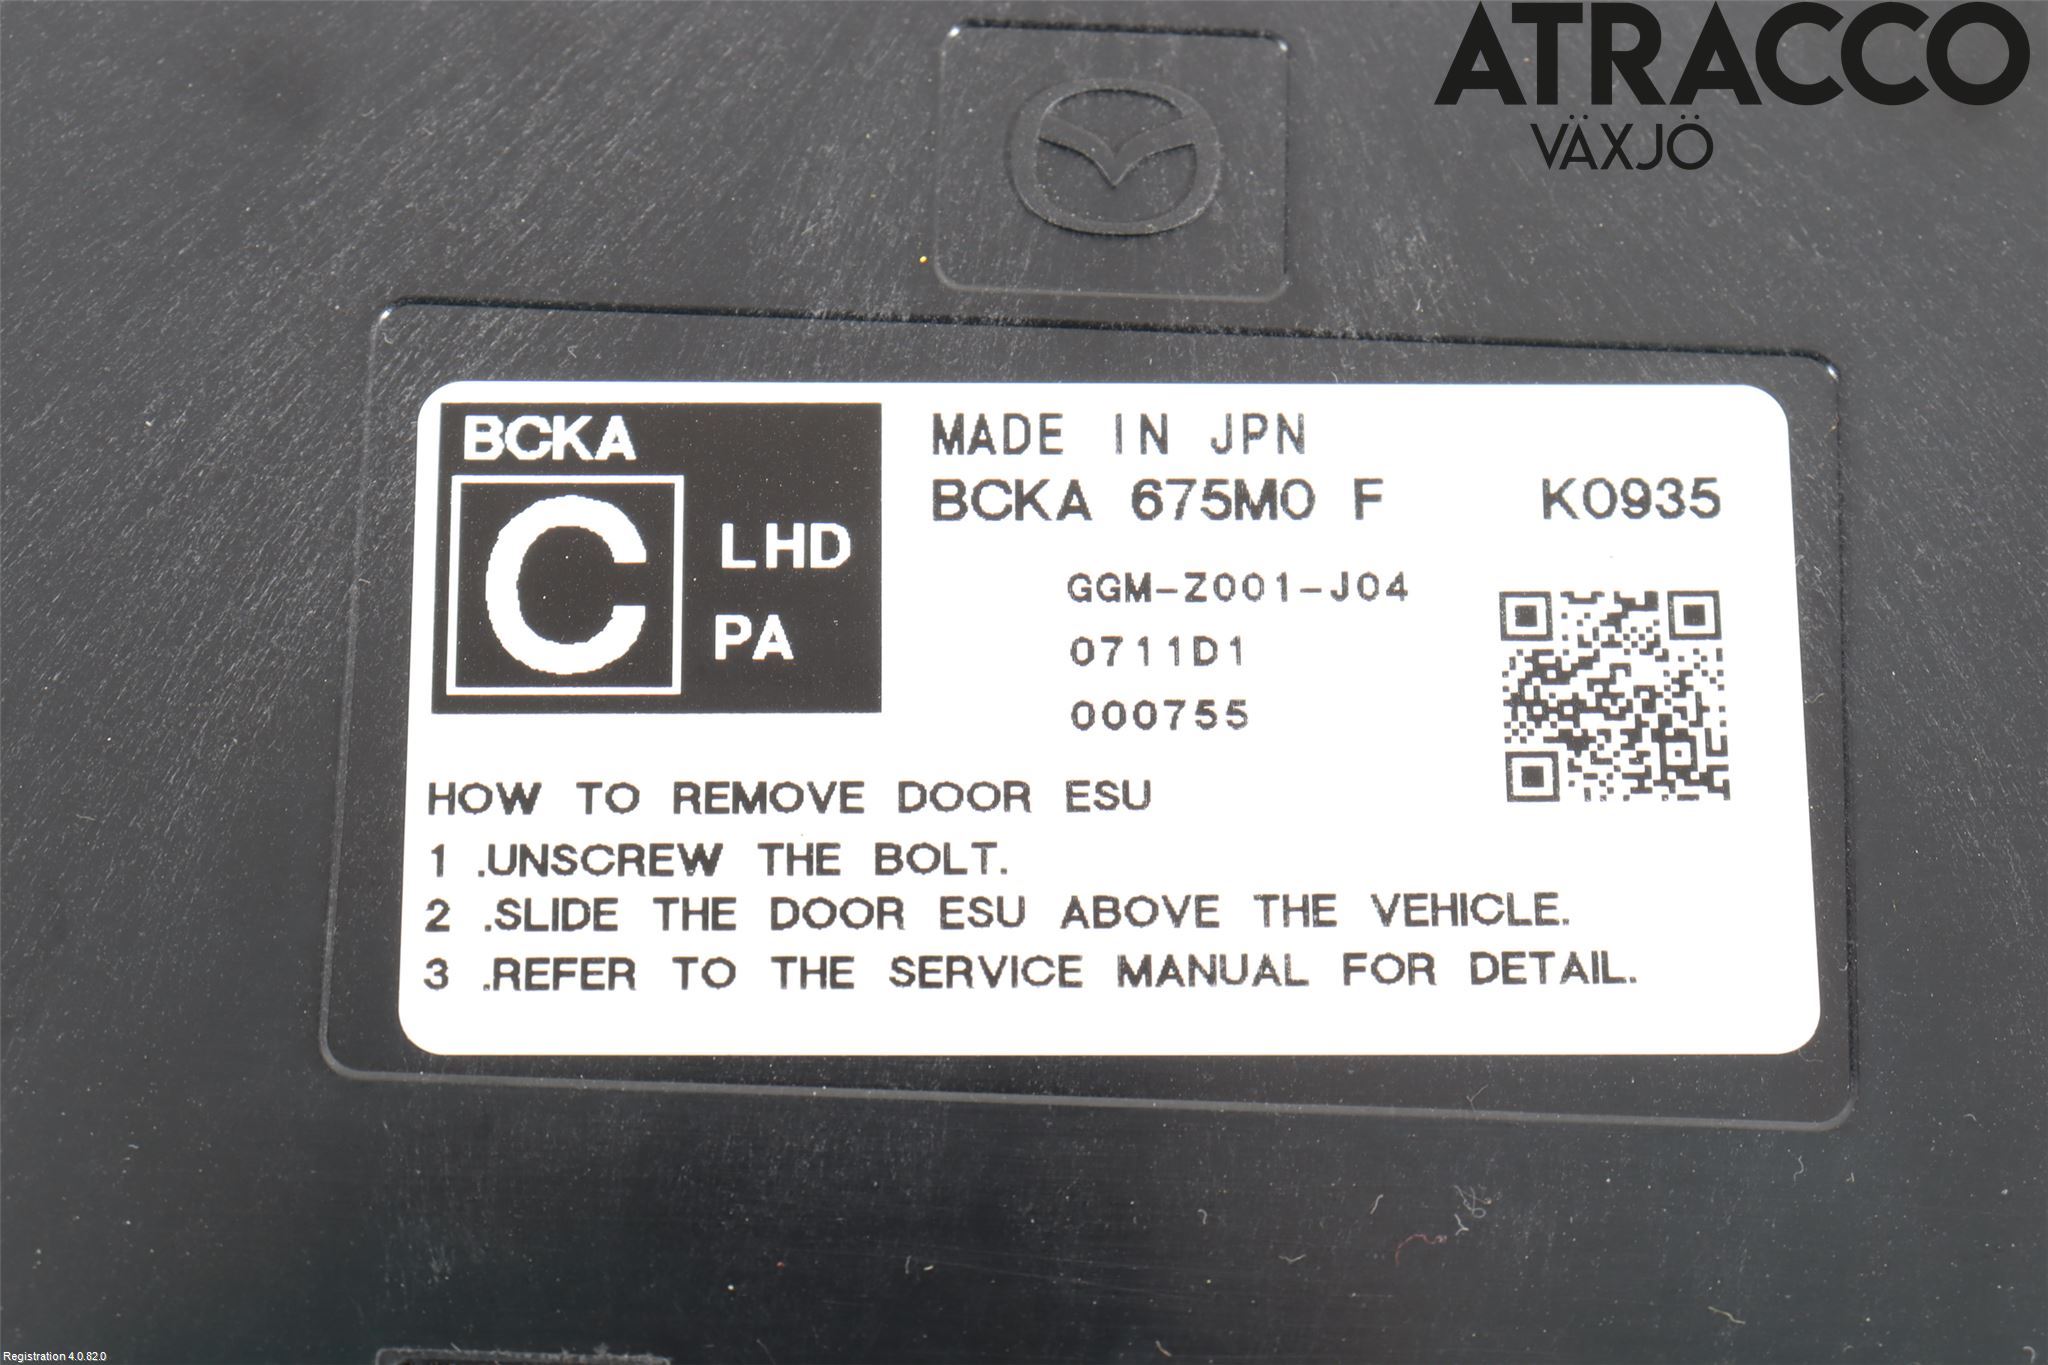 ATRACCO
VÄXJÖ
BCKA
C
LHD
PA
MADE IN JPN
BCKA 675M0 F K0935
GGM-Z001-J04
0711D1
000755
HOW TO REMOVE DOOR ESU
1 .UNSCREW THE BOLT.
2 .SLIDE THE DOOR ESU ABOVE THE VEHICLE.
3 .REFER TO THE SERVICE MANUAL FOR DETAIL.
Registration 4.0.82.0